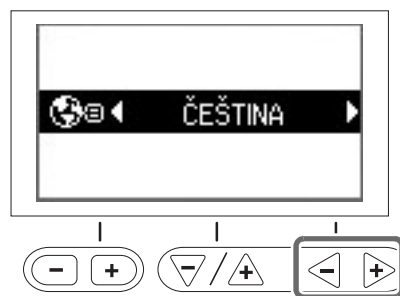 ČEŠTINA
- + - / + - +